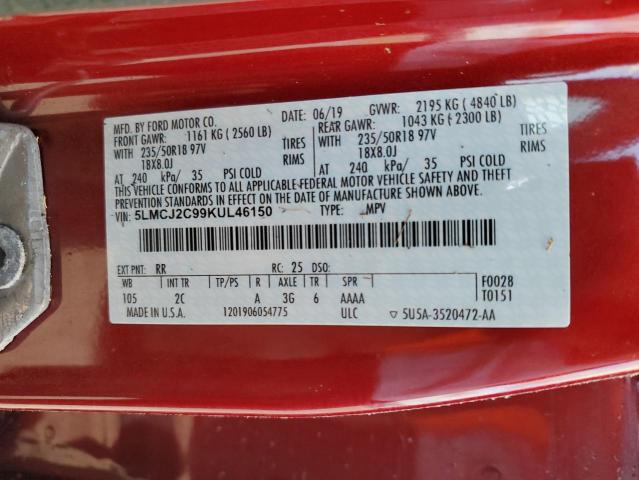 MFD. BY FORD MOTOR CO. DATE: 06/19 GVWR: 2195 KG ( 4840 LB)
FRONT GAWR: 1161 KG ( 2560 LB) REAR GAWR: 1043 KG ( 2300 LB)
WITH 235/50R18 97V TIRES WITH 235/50R18 97V TIRES
18X8.0J RIMS 18X8.0J RIMS
AT 240 kPa/ 35 PSI COLD AT 240 kPa/ 35 PSI COLD
THIS VEHICLE CONFORMS TO ALL APPLICABLE FEDERAL MOTOR VEHICLE SAFETY AND THEFT
PREVENTION STANDARDS IN EFFECT ON THE DATE OF MANUFACTURE SHOWN ABOVE.
VIN: 5LMCJ2C99KUL46150 TYPE: MPV
EXT PNT: RR RC: 25 DSO:
WB INT TR TP/PS R AXLE TR SPR F0028
105 2C A 3G 6 AAAA T0151
MADE IN U.S.A. 1201906054775 ULC ▽ 5U5A-3520472-AA